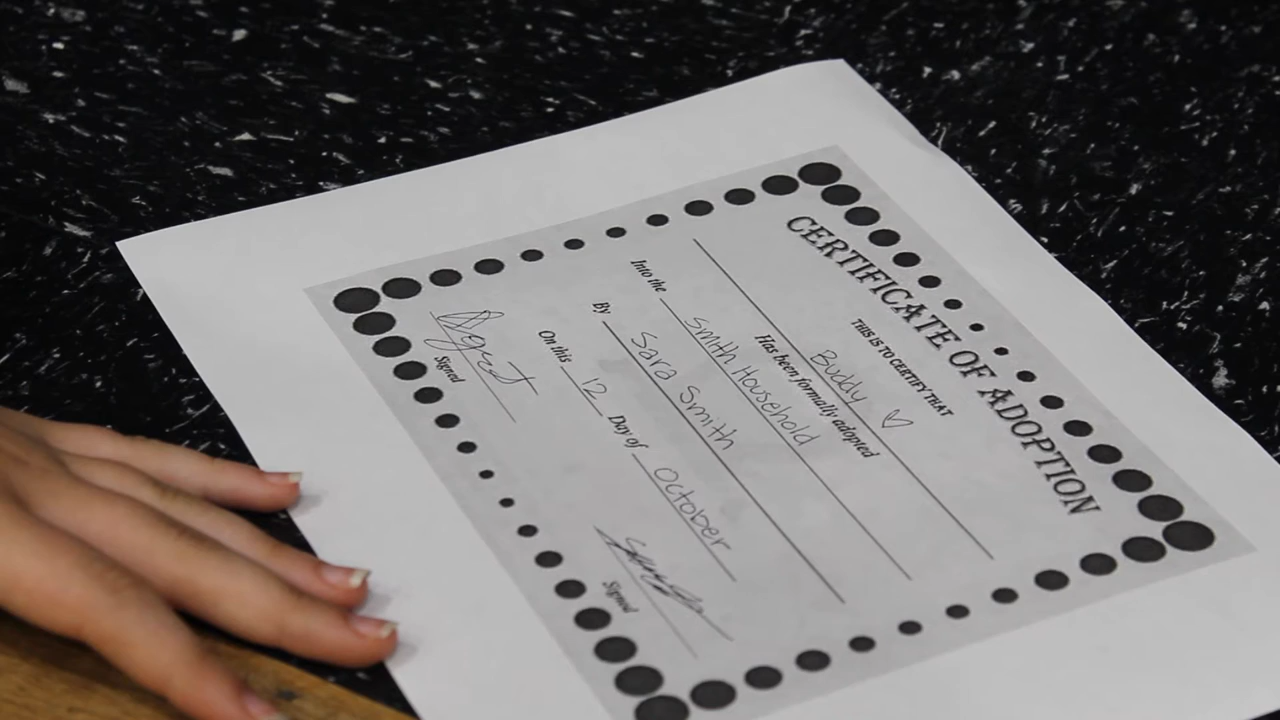 CERTIFICATE OF ADOPTION
THIS IS TO CERTIFY THAT
Buddy ♡
Has been formally adopted
Into the Smith Household
By Sara Smith
On this 12 Day of October
Signed Signed